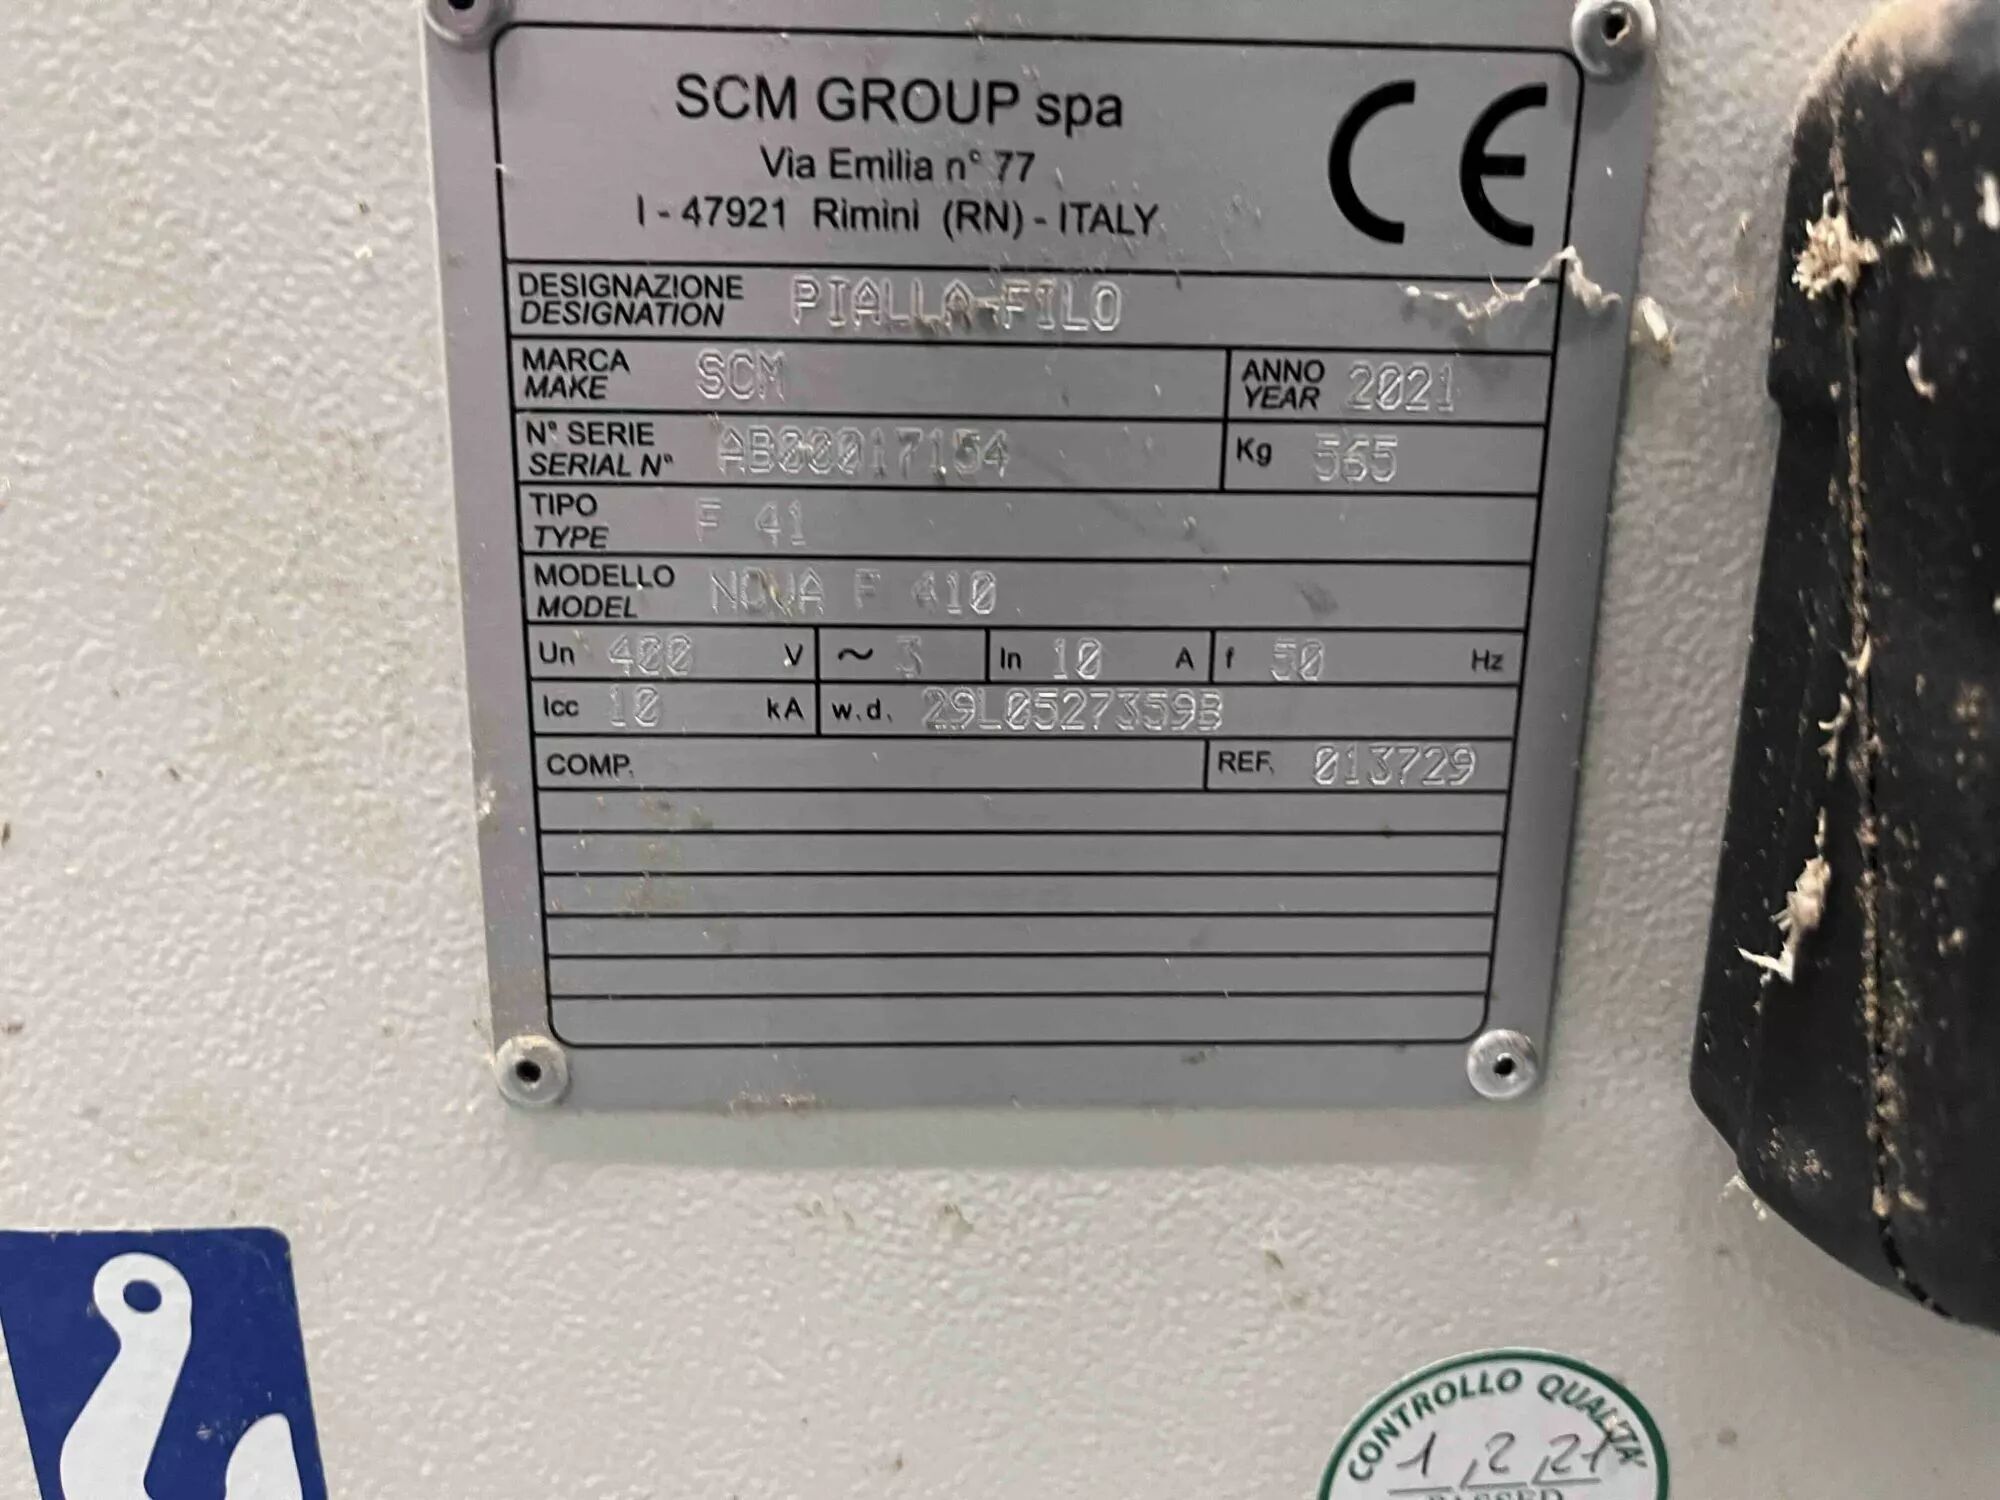 SCM GROUP spa
Via Emilia n° 77
I - 47921 Rimini (RN) - ITALY
CE
DESIGNAZIONE
DESIGNATION PIALLA-FILO
MARCA
MAKE SCM
ANNO
YEAR 2021
N° SERIE
SERIAL N° AB00017154
Kg 565
TIPO
TYPE F 41
MODELLO
MODEL NOVA F 410
Un 400 V ~ 3 In 10 A f 50 Hz
Icc 10 kA w.d. 29L0527359B
COMP. REF. 013729
CONTROLLO QUALITA'
1,2,21
PASSED